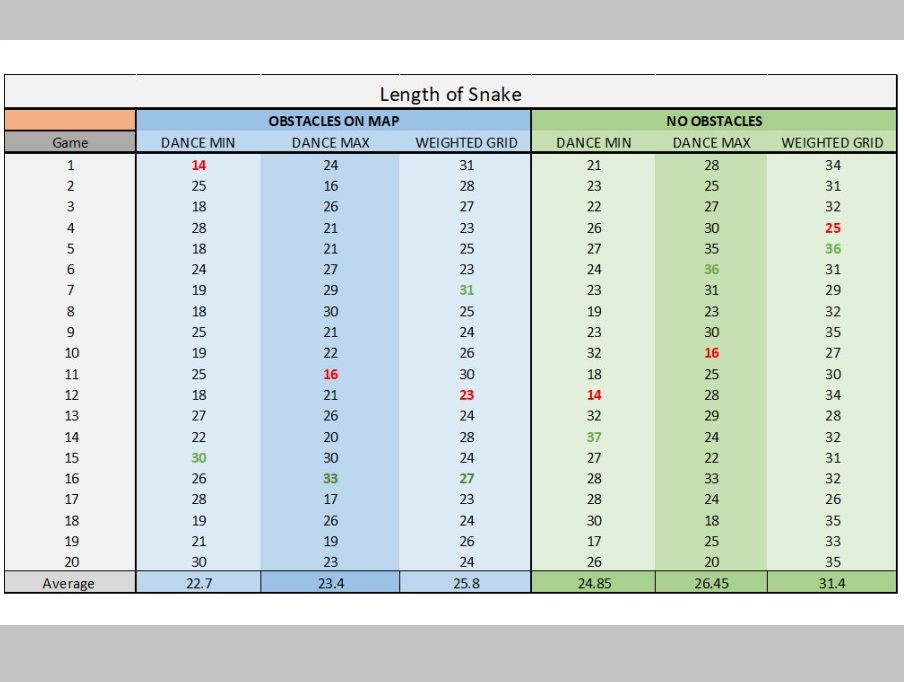 Length of Snake
OBSTACLES ON MAP NO OBSTACLES
Game DANCE MIN DANCE MAX WEIGHTED GRID DANCE MIN DANCE MAX WEIGHTED GRID
1 14 24 31 21 28 34
2 25 16 28 23 25 31
3 18 26 27 22 27 32
4 28 21 23 26 30 25
5 18 21 25 27 35 36
6 24 27 23 24 36 31
7 19 29 31 23 31 29
8 18 30 25 19 23 32
9 25 21 24 23 30 35
10 19 22 26 32 16 27
11 25 16 30 18 25 30
12 18 21 23 14 28 34
13 27 26 24 32 29 28
14 22 20 28 37 24 32
15 30 30 24 27 22 31
16 26 33 27 28 33 32
17 28 17 23 28 24 26
18 19 26 24 30 18 35
19 21 19 26 17 25 33
20 30 23 24 26 20 35
Average 22.7 23.4 25.8 24.85 26.45 31.4